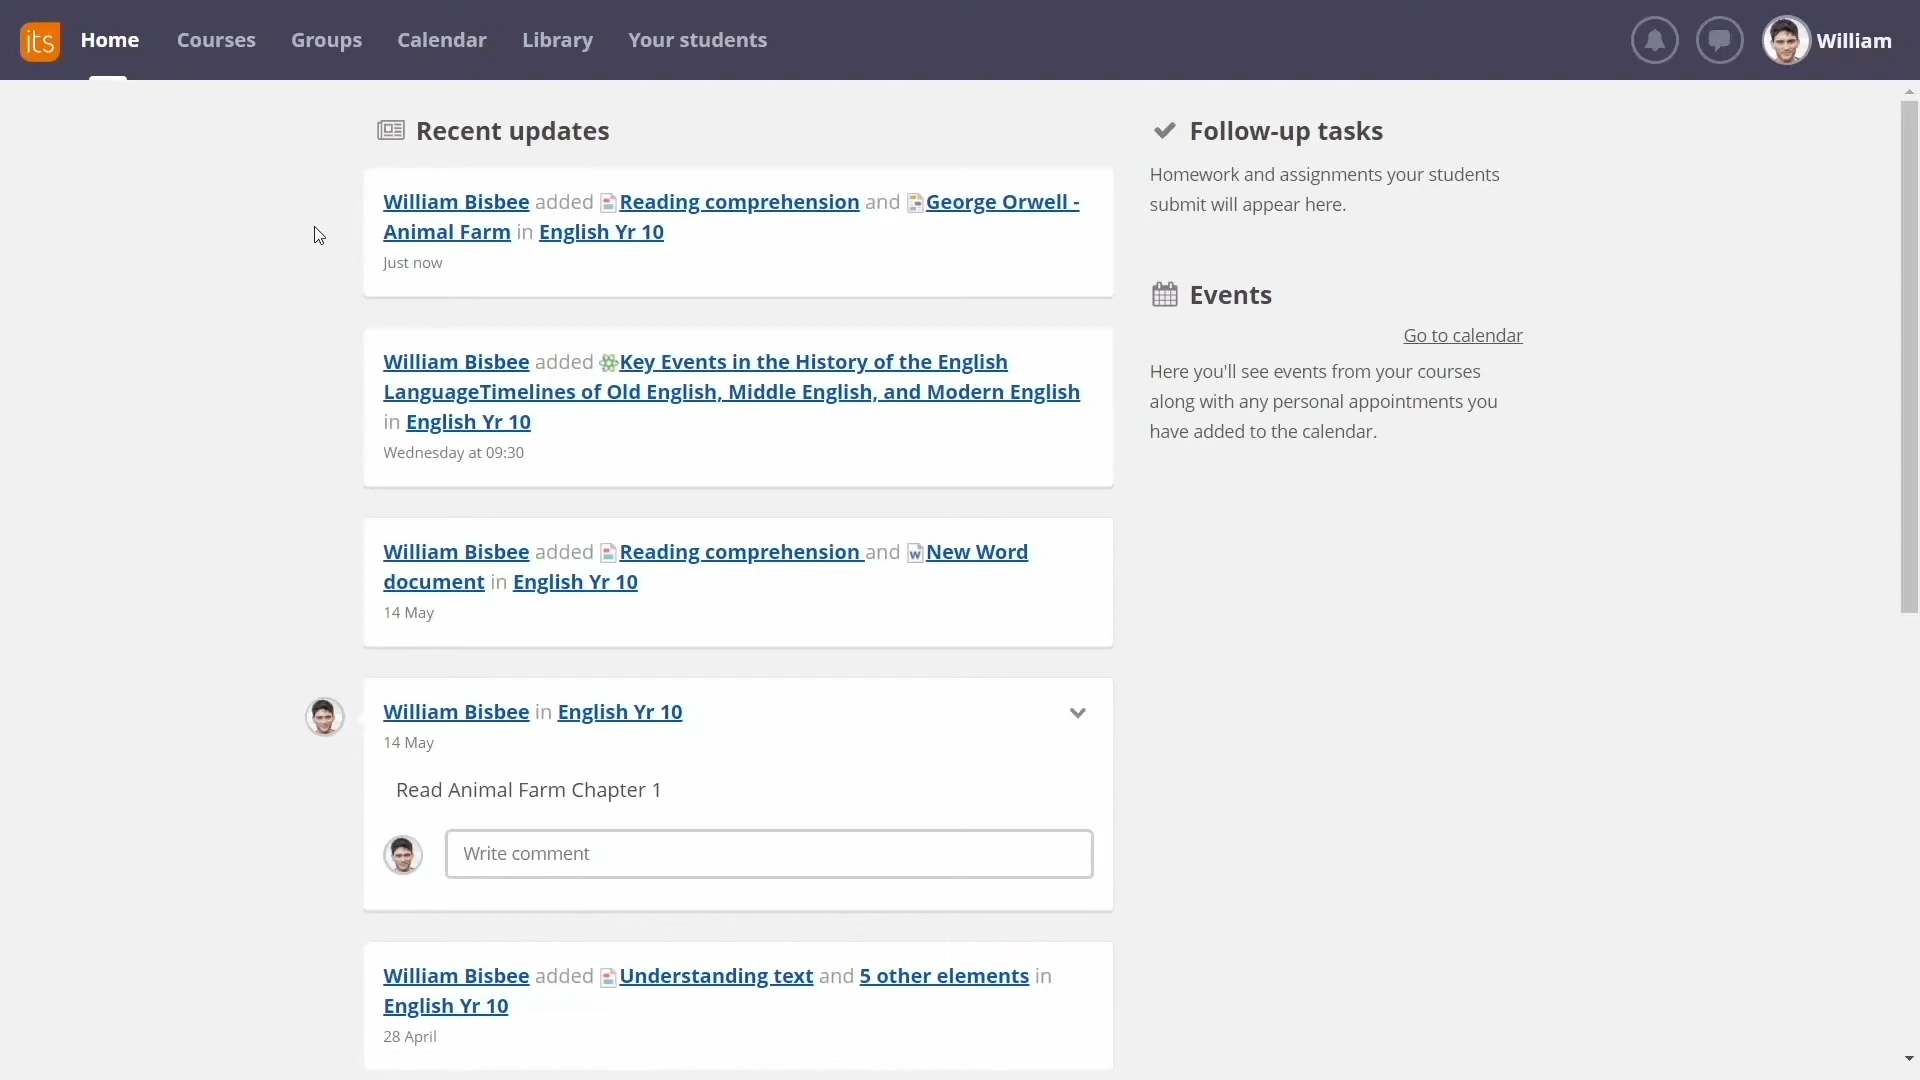 its Home Courses Groups Calendar Library Your students William
Recent updates
William Bisbee added Reading comprehension and George Orwell -
Animal Farm in English Yr 10
Just now
William Bisbee added Key Events in the History of the English
LanguageTimelines of Old English, Middle English, and Modern English
in English Yr 10
Wednesday at 09:30
William Bisbee added Reading comprehension and New Word
document in English Yr 10
14 May
William Bisbee in English Yr 10
14 May
Read Animal Farm Chapter 1
Write comment
William Bisbee added Understanding text and 5 other elements in
English Yr 10
28 April
Follow-up tasks
Homework and assignments your students
submit will appear here.
Events
Go to calendar
Here you'll see events from your courses
along with any personal appointments you
have added to the calendar.